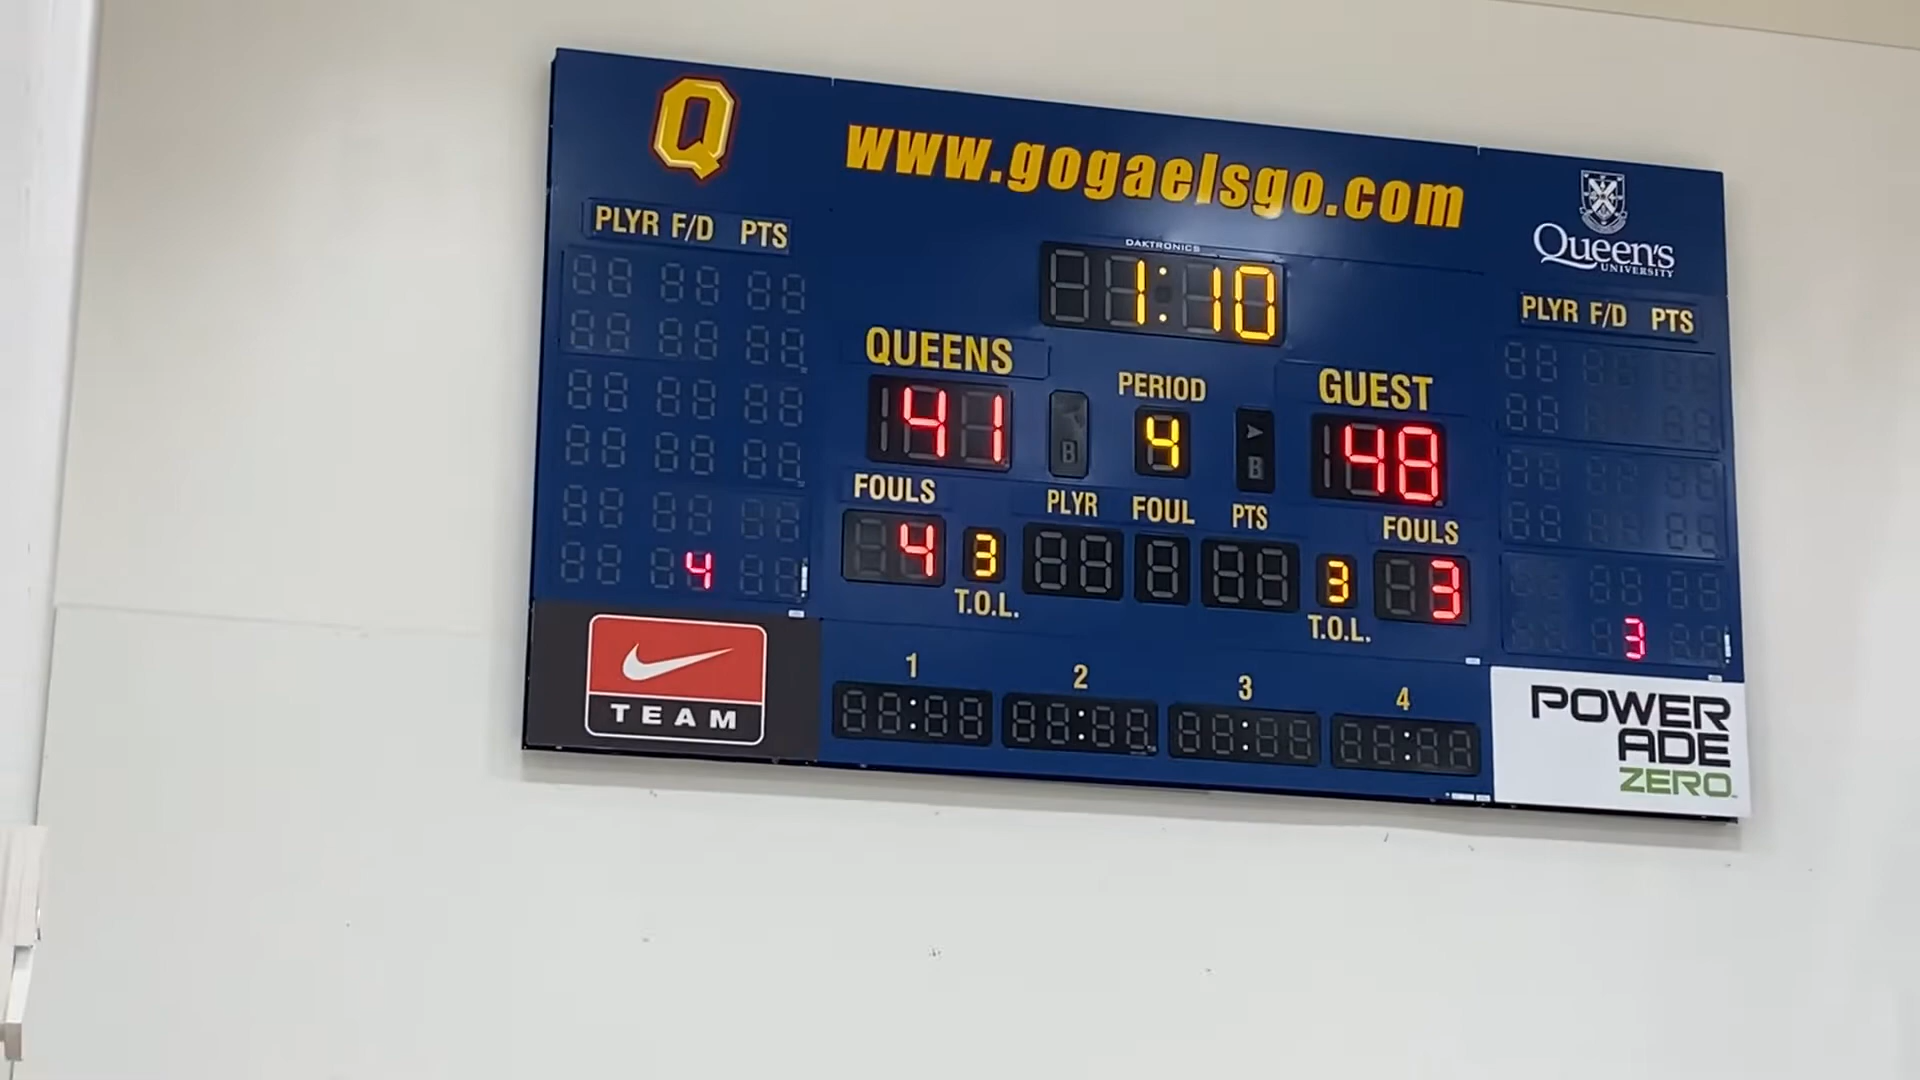 Q
www.gogaelsgo.com
Queen's
UNIVERSITY
PLYR F/D PTS
DAKTRONICS
1:10
PLYR F/D PTS
QUEENS
PERIOD
GUEST
41
B
4
B
48
FOULS
PLYR FOUL PTS
FOULS
4
3
3
3
T.O.L.
T.O.L.
4
3
1 2 3 4
TEAM
POWER
ADE
ZERO